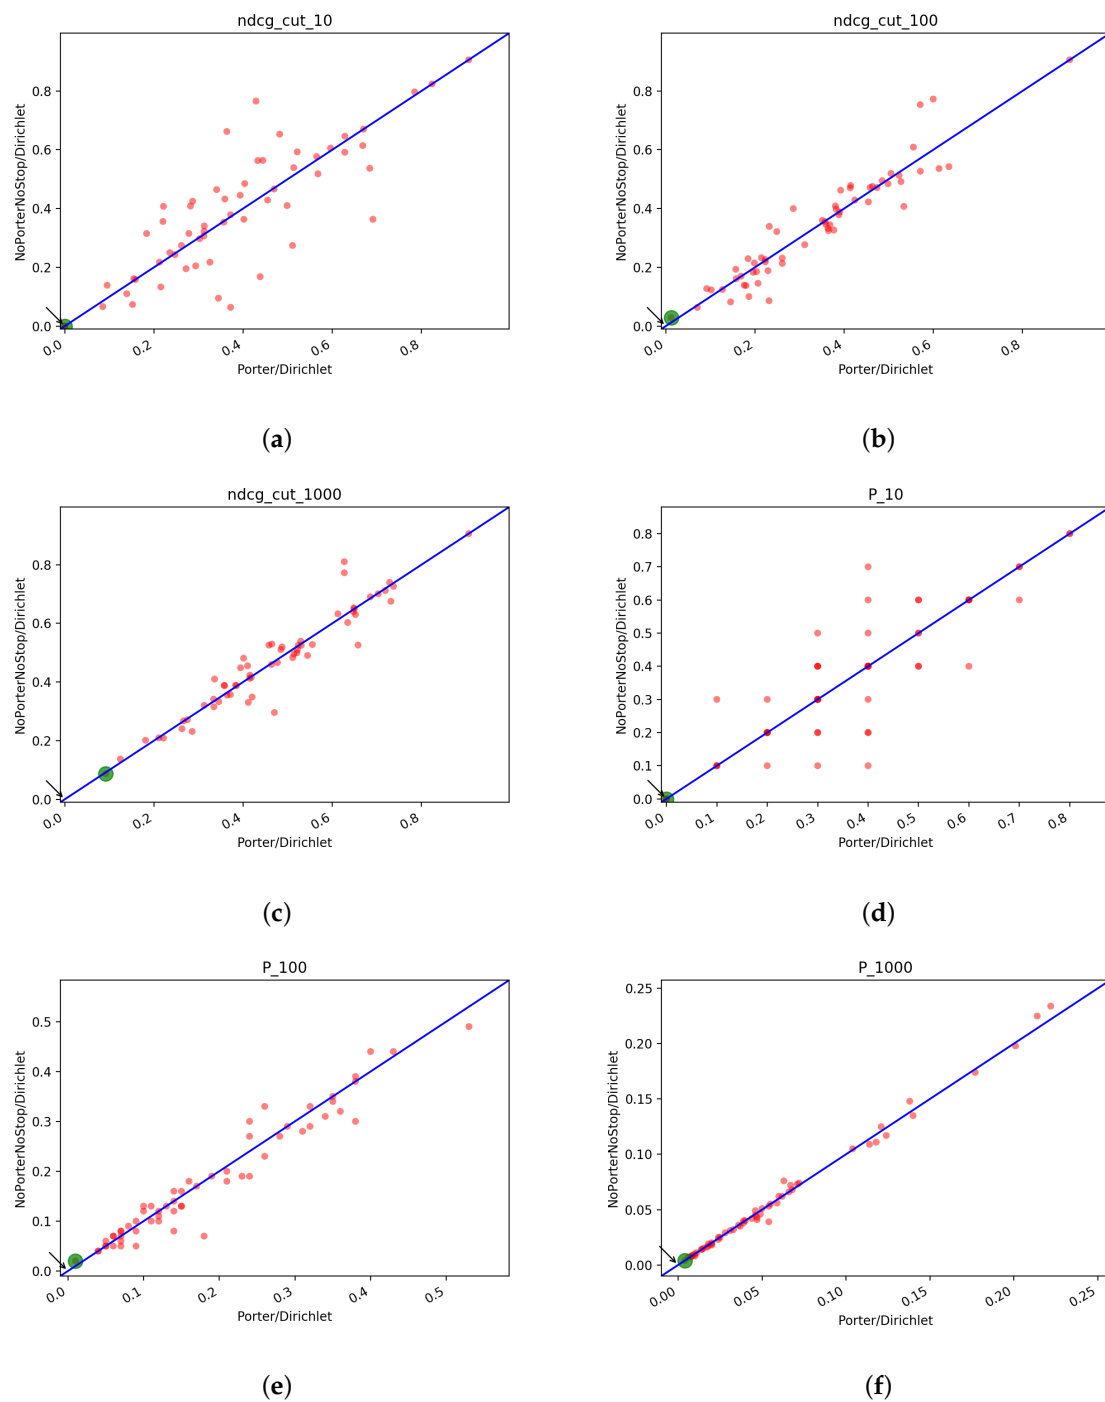 ndcg_cut_10
ndcg_cut_100
NoPorterNoStop/Dirichlet
0.8
0.6
0.4
0.2
0.0
0.0 0.2 0.4 0.6 0.8
Porter/Dirichlet
NoPorterNoStop/Dirichlet
0.8
0.6
0.4
0.2
0.0
0.0 0.2 0.4 0.6 0.8
Porter/Dirichlet
(a)
(b)
ndcg_cut_1000
P_10
NoPorterNoStop/Dirichlet
0.8
0.6
0.4
0.2
0.0
0.0 0.2 0.4 0.6 0.8
Porter/Dirichlet
NoPorterNoStop/Dirichlet
0.8
0.7
0.6
0.5
0.4
0.3
0.2
0.1
0.0
0.0 0.1 0.2 0.3 0.4 0.5 0.6 0.7 0.8
Porter/Dirichlet
(c)
(d)
P_100
P_1000
NoPorterNoStop/Dirichlet
0.5
0.4
0.3
0.2
0.1
0.0
0.0 0.1 0.2 0.3 0.4 0.5
Porter/Dirichlet
NoPorterNoStop/Dirichlet
0.25
0.20
0.15
0.10
0.05
0.00
0.00 0.05 0.10 0.15 0.20 0.25
Porter/Dirichlet
(e)
(f)